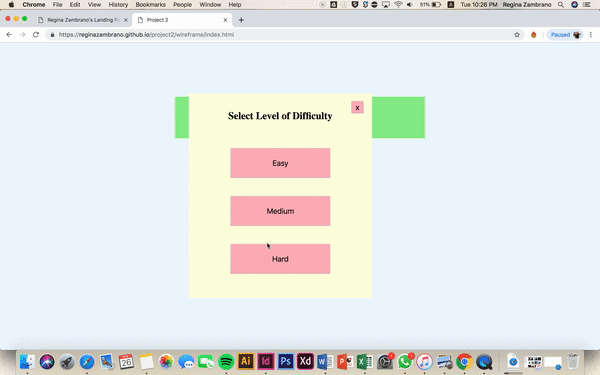 Chrome File Edit View History Bookmarks People Window Help 51% Tue 10:26 PM Regina Zambrano
Regina Zambrano's Landing Pa × Project 2 ×
https://reginazambrano.github.io/project2/wireframe/index.html Paused
x
Select Level of Difficulty
Easy
Medium
Hard
26 Ai Id Ps Xd W P X